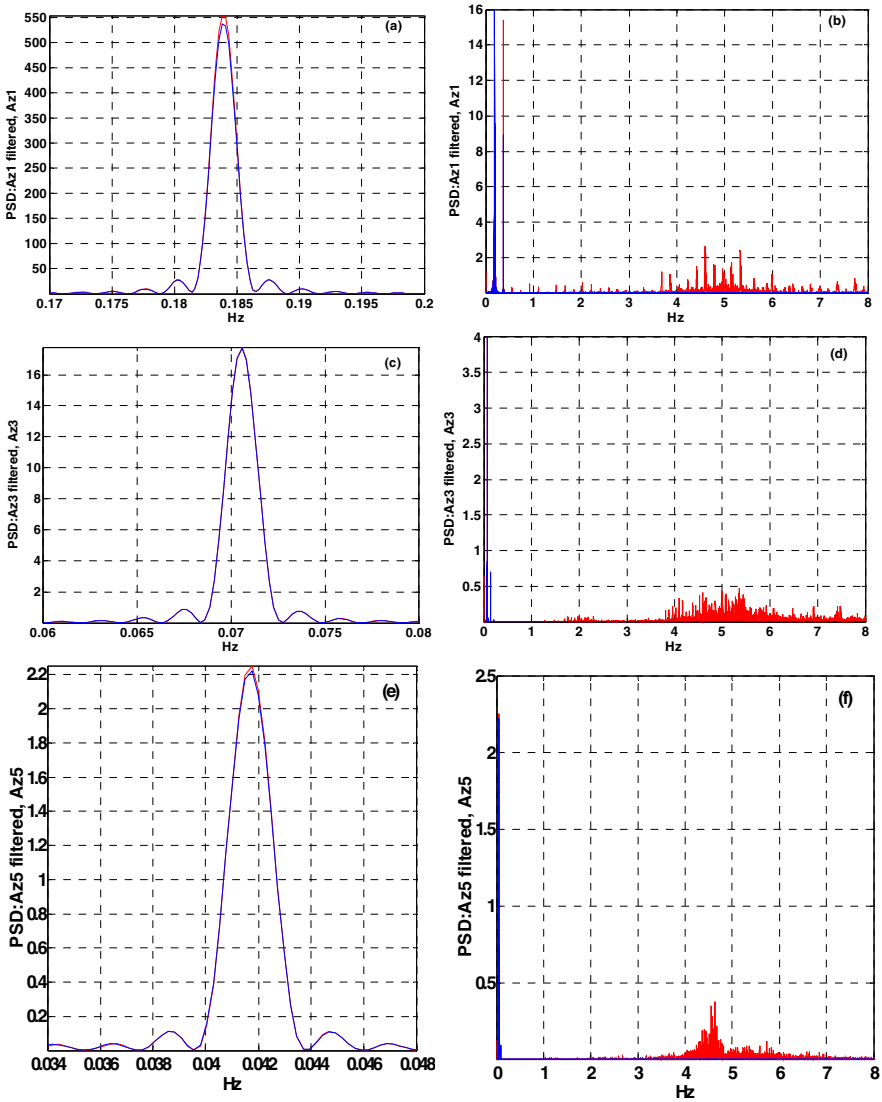 (a)
PSD:Az1 filtered, Az1
550
500
450
400
350
300
250
200
150
100
50
0.17 0.175 0.18 0.185 0.19 0.195 0.2
Hz
(b)
PSD:Az1 filtered, Az1
16
14
12
10
8
6
4
2
0 1 2 3 4 5 6 7 8
Hz
(c)
PSD:Az3 filtered, Az3
16
14
12
10
8
6
4
2
0.06 0.065 0.07 0.075 0.08
Hz
(d)
PSD:Az3 filtered, Az3
4
3.5
3
2.5
2
1.5
1
0.5
0 1 2 3 4 5 6 7 8
Hz
(e)
PSD:Az5 filtered, Az5
2.2
2
1.8
1.6
1.4
1.2
1
0.8
0.6
0.4
0.2
0.034 0.036 0.038 0.04 0.042 0.044 0.046 0.048
Hz
(f)
PSD:Az5 filtered, Az5
2.5
2
1.5
1
0.5
0 1 2 3 4 5 6 7 8
Hz